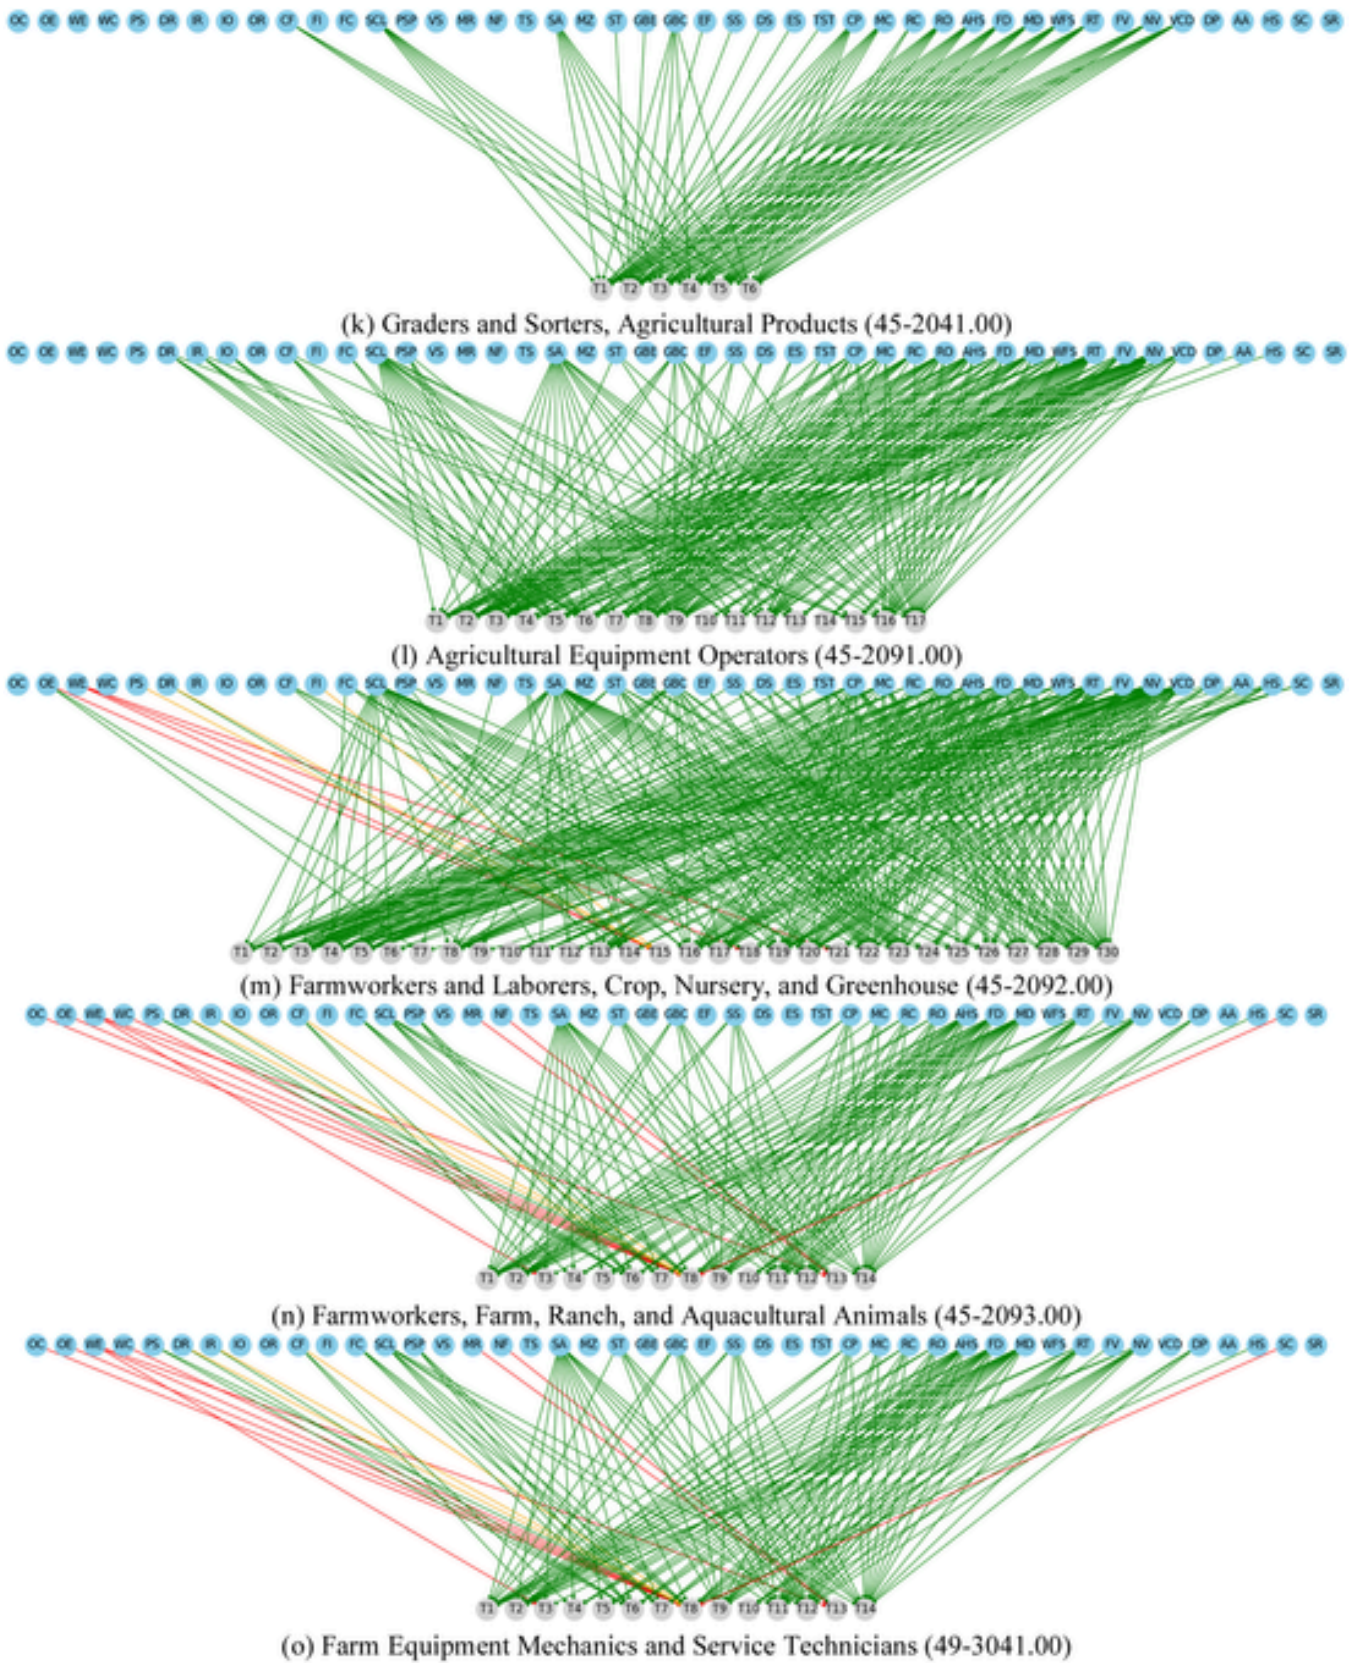 OC OE WE WC PS DR IR IO OR CF FI FC SCL PSP VS MR NF TS SA MZ ST GBE GBC EF SS DS ES TST CP MC RC RO AHS FD MD WFS RT FV NV VCD DP AA HS SC SR
T1 T2 T3 T4 T5 T6
(k) Graders and Sorters, Agricultural Products (45-2041.00)
OC OE WE WC PS DR IR IO OR CF FI FC SCL PSP VS MR NF TS SA MZ ST GBE GBC EF SS DS ES TST CP MC RC RO AHS FD MD WFS RT FV NV VCD DP AA HS SC SR
T1 T2 T3 T4 T5 T6 T7 T8 T9 T10 T11 T12 T13 T14 T15 T16 T17
(l) Agricultural Equipment Operators (45-2091.00)
OC OE WE WC PS DR IR IO OR CF FI FC SCL PSP VS MR NF TS SA MZ ST GBE GBC EF SS DS ES TST CP MC RC RO AHS FD MD WFS RT FV NV VCD DP AA HS SC SR
T1 T2 T3 T4 T5 T6 T7 T8 T9 T10 T11 T12 T13 T14 T15 T16 T17 T18 T19 T20 T21 T22 T23 T24 T25 T26 T27 T28 T29 T30
(m) Farmworkers and Laborers, Crop, Nursery, and Greenhouse (45-2092.00)
OC OE WE WC PS DR IR IO OR CF FI FC SCL PSP VS MR NF TS SA MZ ST GBE GBC EF SS DS ES TST CP MC RC RO AHS FD MD WFS RT FV NV VCD DP AA HS SC SR
T1 T2 T3 T4 T5 T6 T7 T8 T9 T10 T11 T12 T13 T14
(n) Farmworkers, Farm, Ranch, and Aquacultural Animals (45-2093.00)
OC OE WE WC PS DR IR IO OR CF FI FC SCL PSP VS MR NF TS SA MZ ST GBE GBC EF SS DS ES TST CP MC RC RO AHS FD MD WFS RT FV NV VCD DP AA HS SC SR
T1 T2 T3 T4 T5 T6 T7 T8 T9 T10 T11 T12 T13 T14
(o) Farm Equipment Mechanics and Service Technicians (49-3041.00)